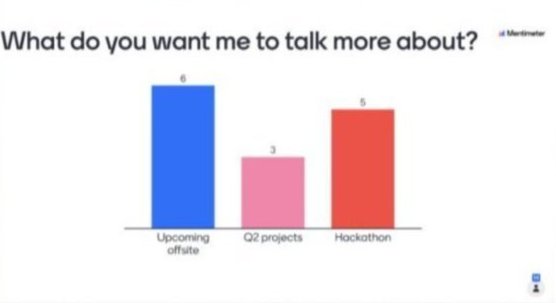 What do you want me to talk more about?
Mentimeter
6
3
5
Upcoming
offsite
Q2 projects
Hackathon